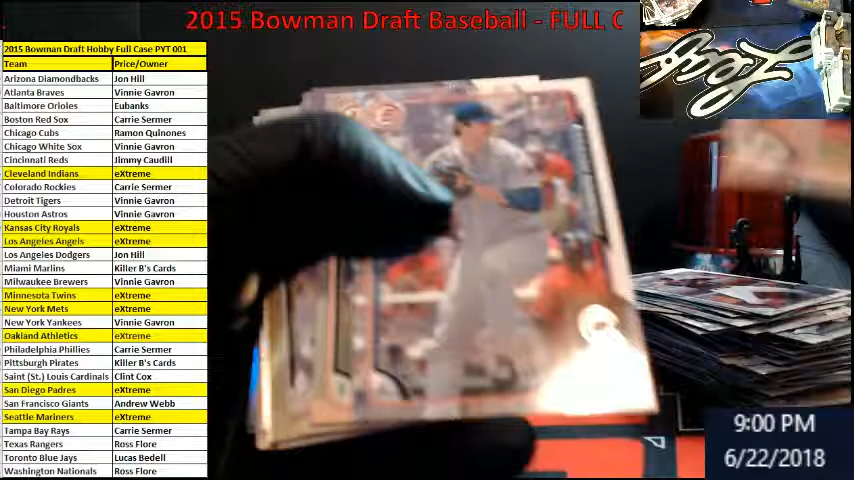 2015 Bowman Draft Baseball - FULL C
2015 Bowman Draft Hobby Full Case PYT 001
Team Price/Owner
Arizona Diamondbacks Jon Hill
Atlanta Braves Vinnie Gavron
Baltimore Orioles Eubanks
Boston Red Sox Carrie Sermer
Chicago Cubs Ramon Quinones
Chicago White Sox Vinnie Gavron
Cincinnati Reds Jimmy Caudill
Cleveland Indians eXtreme
Colorado Rockies Carrie Sermer
Detroit Tigers Vinnie Gavron
Houston Astros Vinnie Gavron
Kansas City Royals eXtreme
Los Angeles Angels eXtreme
Los Angeles Dodgers Jon Hill
Miami Marlins Killer B's Cards
Milwaukee Brewers Vinnie Gavron
Minnesota Twins eXtreme
New York Mets eXtreme
New York Yankees Vinnie Gavron
Oakland Athletics eXtreme
Philadelphia Phillies Carrie Sermer
Pittsburgh Pirates Killer B's Cards
Saint (St.) Louis Cardinals Clint Cox
San Diego Padres eXtreme
San Francisco Giants Andrew Webb
Seattle Mariners eXtreme
Tampa Bay Rays Carrie Sermer
Texas Rangers Ross Flore
Toronto Blue Jays Lucas Bedell
Washington Nationals Ross Flore
9:00 PM
6/22/2018